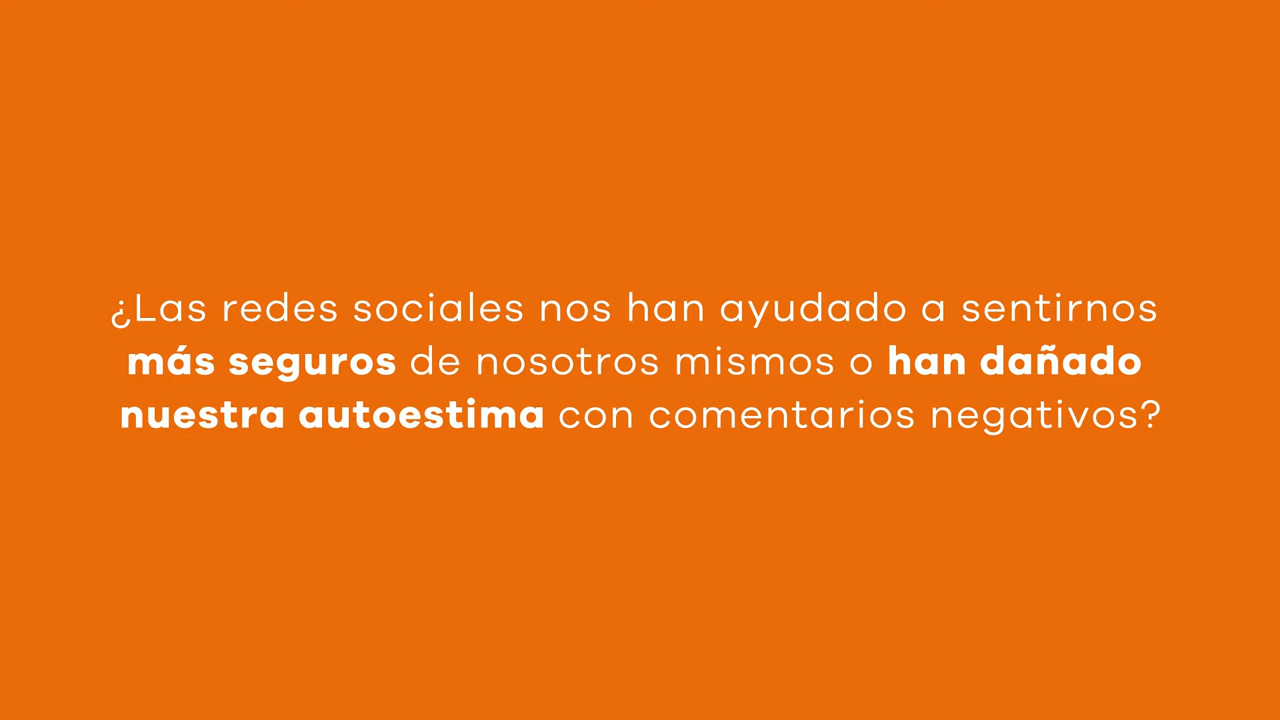 ¿Las redes sociales nos han ayudado a sentirnos
más seguros de nosotros mismos o han dañado
nuestra autoestima con comentarios negativos?